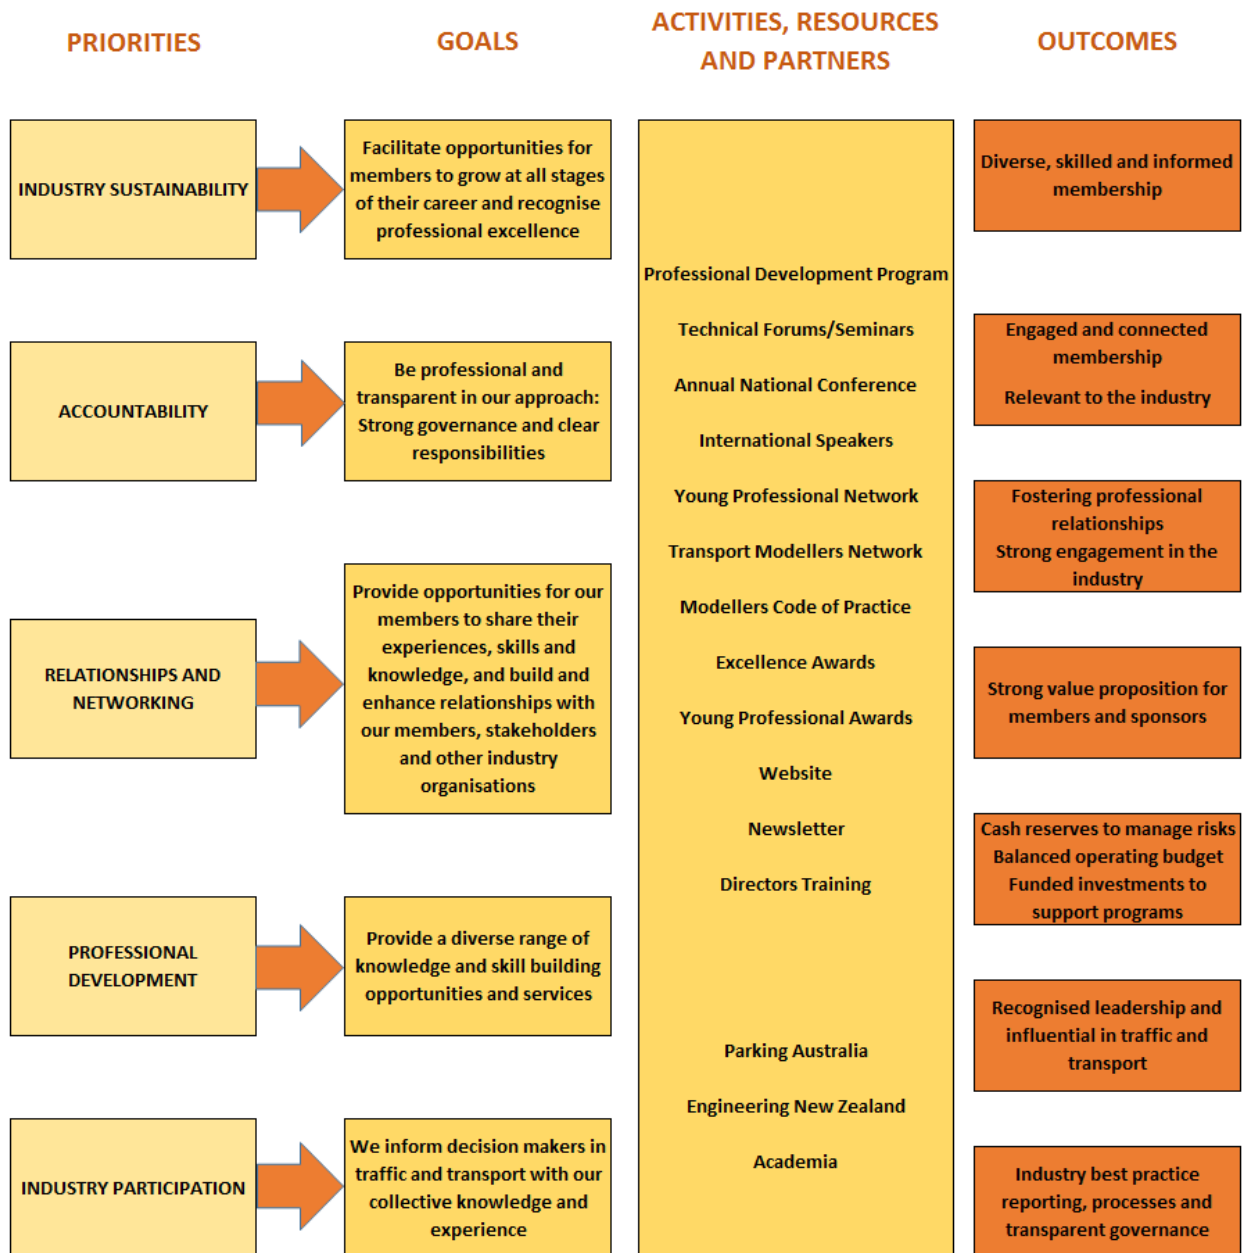 PRIORITIES
GOALS
ACTIVITIES, RESOURCES
AND PARTNERS
OUTCOMES
INDUSTRY SUSTAINABILITY
Facilitate opportunities for
members to grow at all stages
of their career and recognise
professional excellence
ACCOUNTABILITY
Be professional and
transparent in our approach:
Strong governance and clear
responsibilities
RELATIONSHIPS AND
NETWORKING
Provide opportunities for our
members to share their
experiences, skills and
knowledge, and build and
enhance relationships with
our members, stakeholders
and other industry
organisations
PROFESSIONAL
DEVELOPMENT
Provide a diverse range of
knowledge and skill building
opportunities and services
INDUSTRY PARTICIPATION
We inform decision makers in
traffic and transport with our
collective knowledge and
experience
Professional Development Program
Technical Forums/Seminars
Annual National Conference
International Speakers
Young Professional Network
Transport Modellers Network
Modellers Code of Practice
Excellence Awards
Young Professional Awards
Website
Newsletter
Directors Training
Parking Australia
Engineering New Zealand
Academia
Diverse, skilled and informed
membership
Engaged and connected
membership
Relevant to the industry
Fostering professional
relationships
Strong engagement in the
industry
Strong value proposition for
members and sponsors
Cash reserves to manage risks
Balanced operating budget
Funded investments to
support programs
Recognised leadership and
influential in traffic and
transport
Industry best practice
reporting, processes and
transparent governance